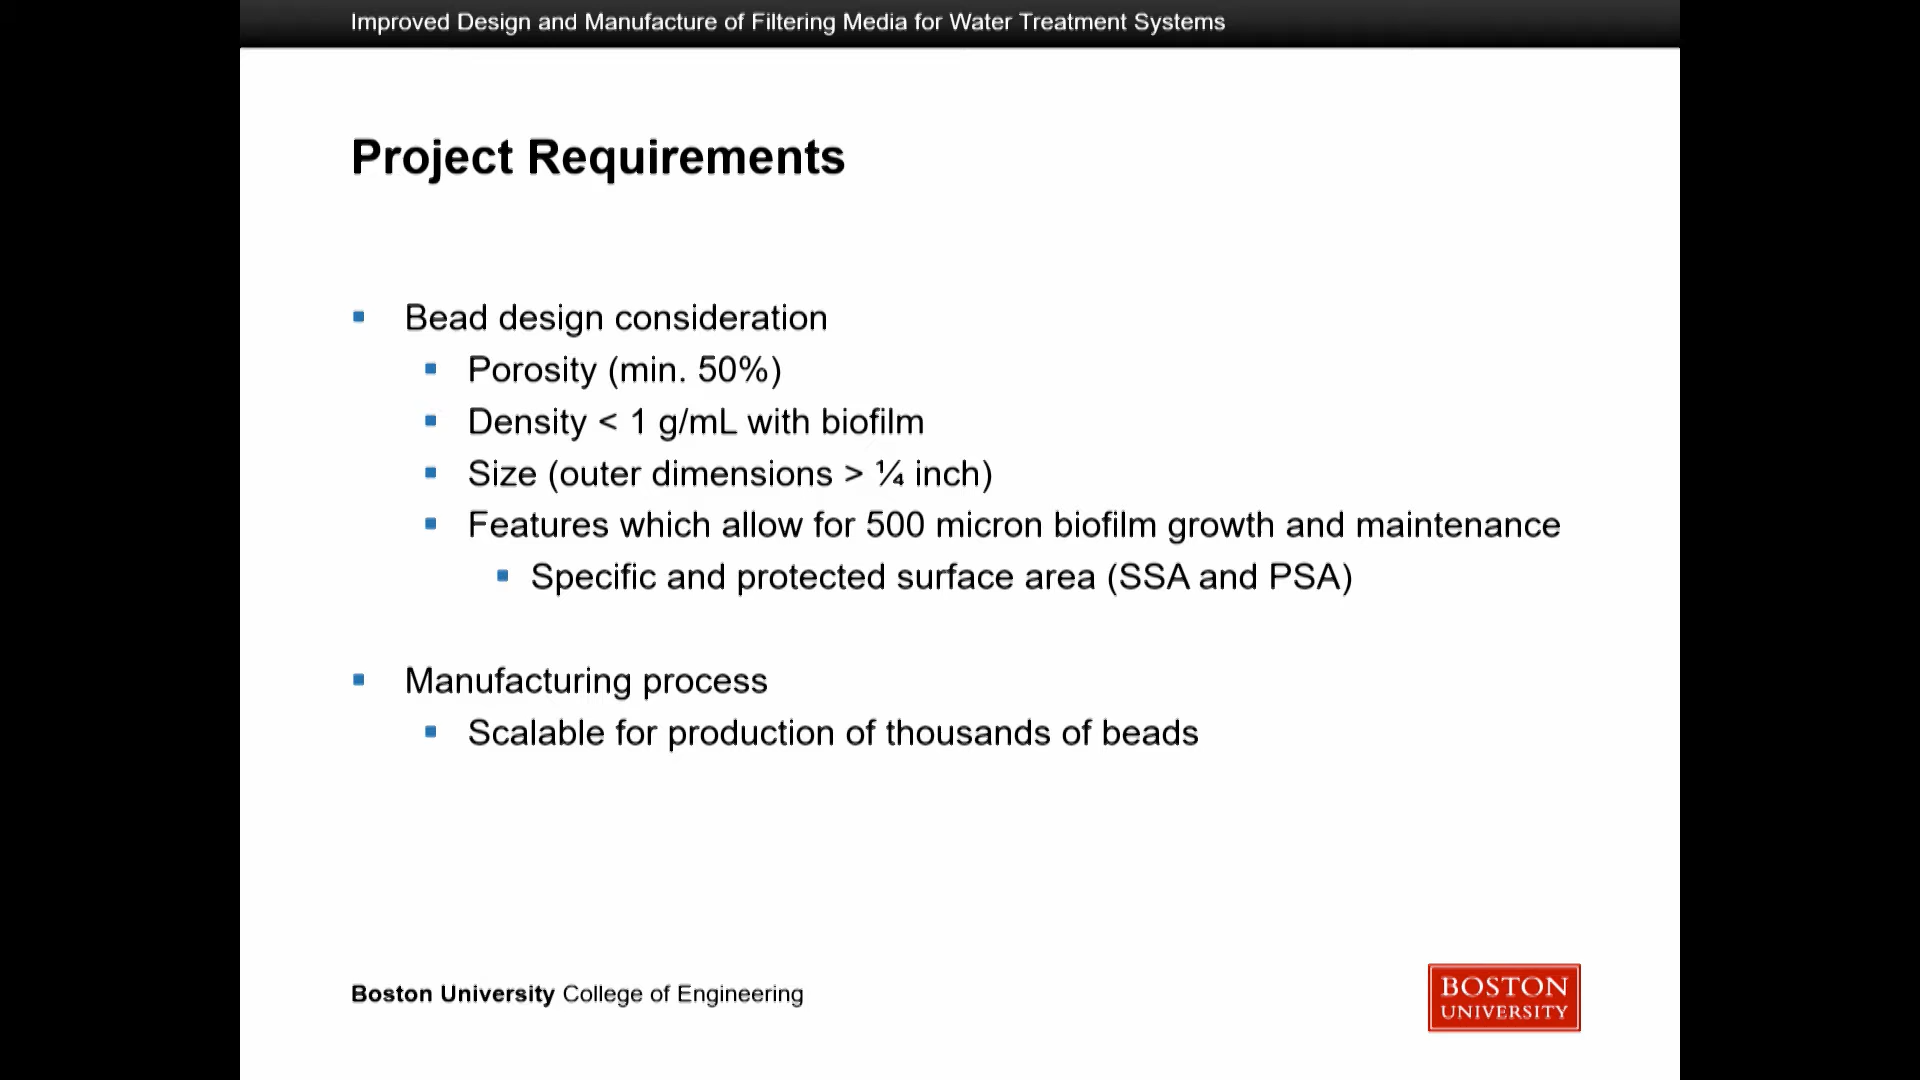 Improved Design and Manufacture of Filtering Media for Water Treatment Systems
Project Requirements
Bead design consideration
Porosity (min. 50%)
Density < 1 g/mL with biofilm
Size (outer dimensions > ¼ inch)
Features which allow for 500 micron biofilm growth and maintenance
Specific and protected surface area (SSA and PSA)
Manufacturing process
Scalable for production of thousands of beads
Boston University College of Engineering
BOSTON
UNIVERSITY